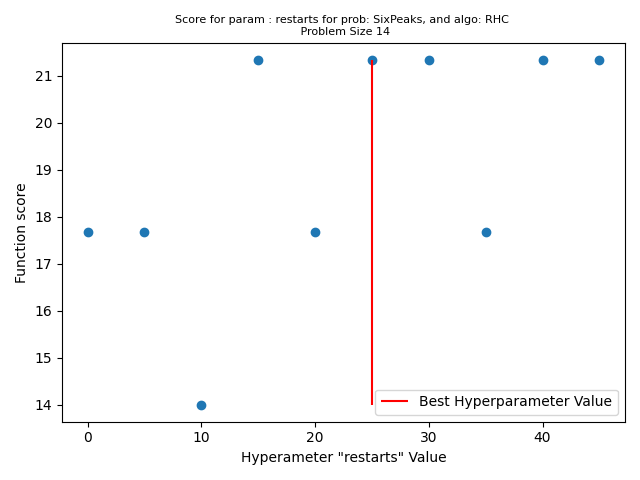 Score for param : restarts for prob: SixPeaks, and algo: RHC
Problem Size 14
21
20
19
18
17
16
15
14
Function score
Best Hyperparameter Value
0 10 20 30 40
Hyperameter "restarts" Value